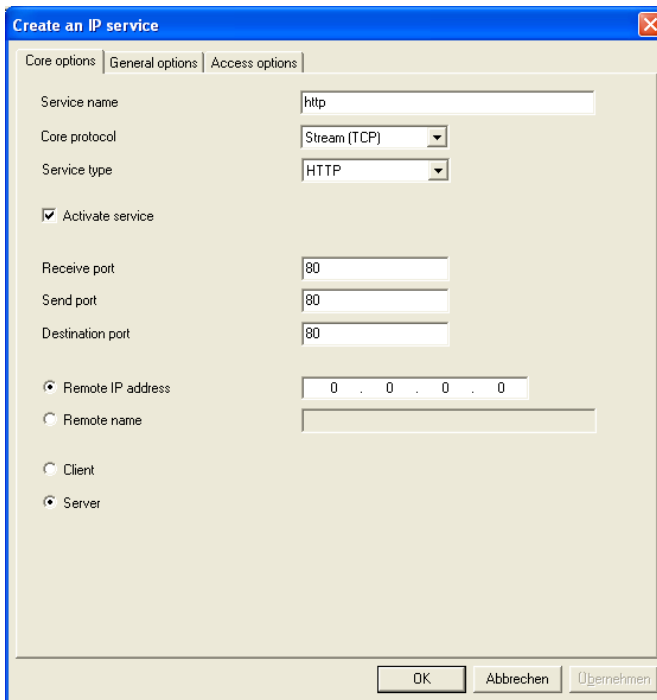 Create an IP service
Core options General options Access options
Service name http
Core protocol Stream (TCP)
Service type HTTP
Activate service
Receive port 80
Send port 80
Destination port 80
Remote IP address 0 . 0 . 0 . 0
Remote name
Client
Server
OK Abbrechen Übernehmen